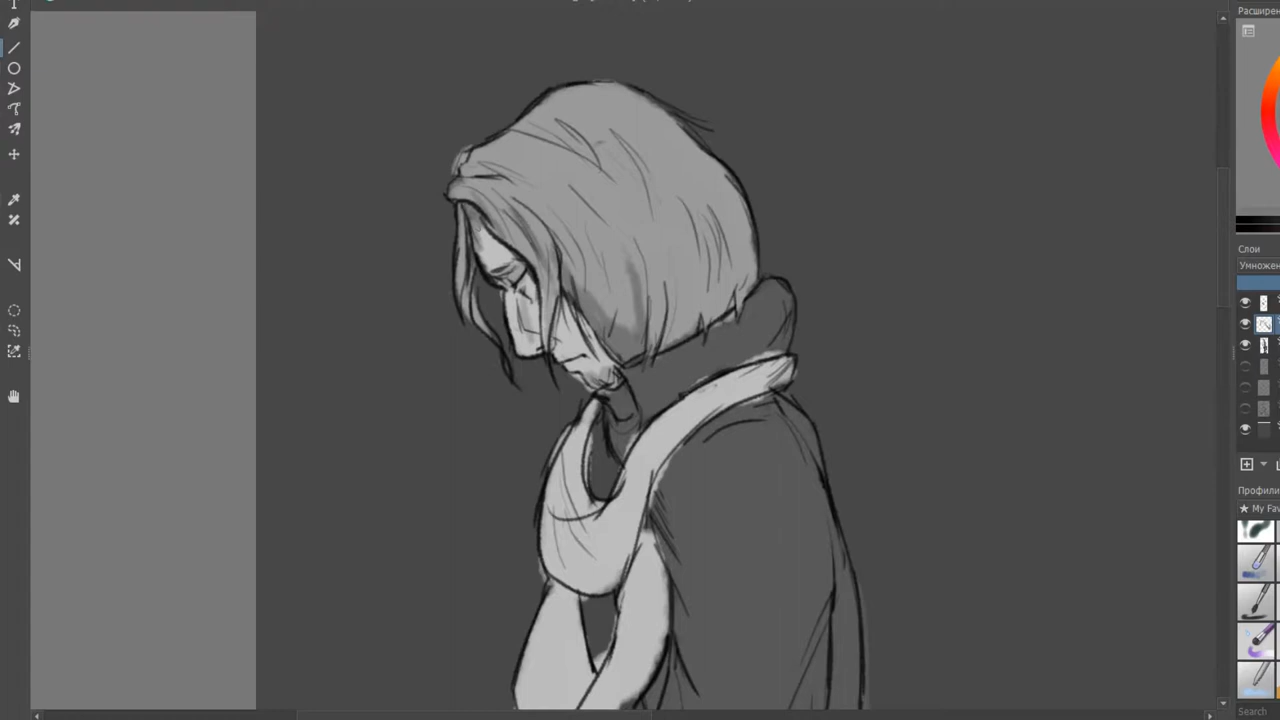 Расширен
Слои
Умножен
Профили
★ My Fav
Search